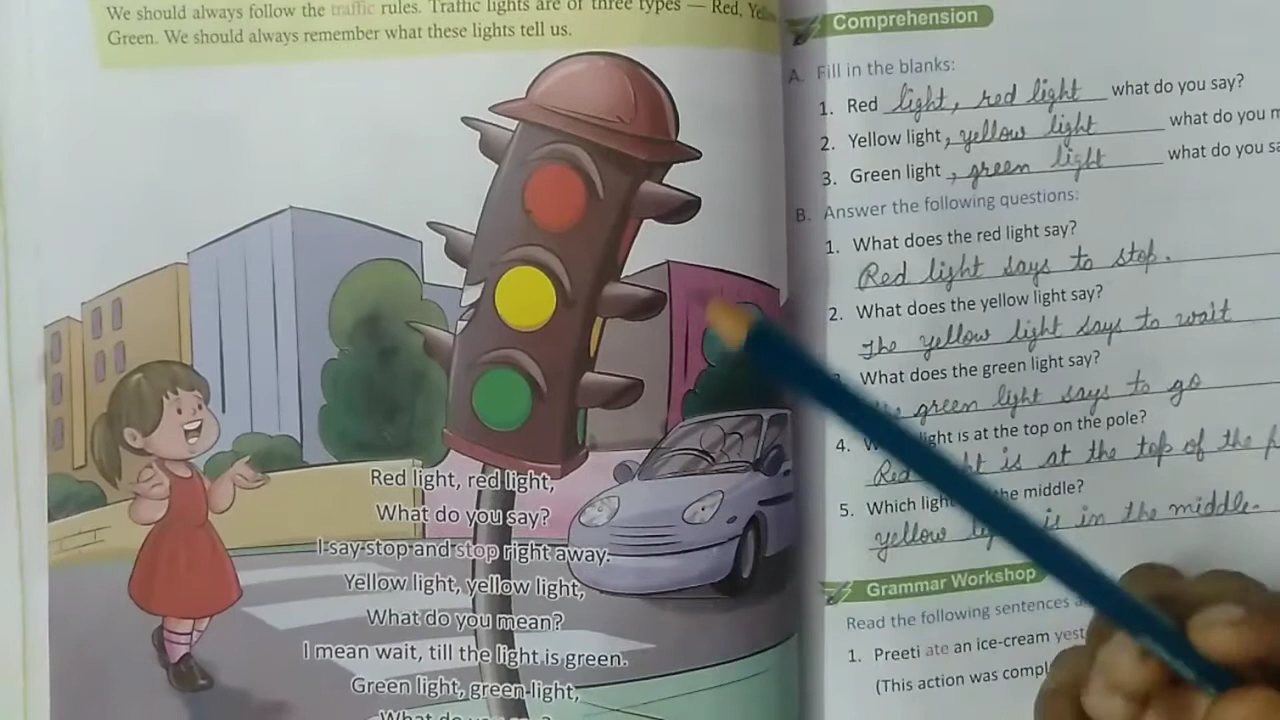 We should always follow the traffic rules. Traffic lights are of three types — Red,
Green. We should always remember what these lights tell us.
Red light, red light,
What do you say?
I say stop and stop right away.
Yellow light, yellow light,
What do you mean?
I mean wait, till the light is green.
Green light, green light,
What do
Comprehension
A. Fill in the blanks:
1. Red light, red light what do you say?
2. Yellow light, yellow light what do you
3. Green light, green light what do you
B. Answer the following questions:
1. What does the red light say?
Red light says to stop.
2. What does the yellow light say?
The yellow light says to wait
What does the green light say?
green light says to go
4. light is at the top on the pole?
Red is at the top of the
5. Which the middle?
yellow is in the middle.
Grammar Workshop
Read the following sentences
1. Preeti ate an ice-cream
(This action was